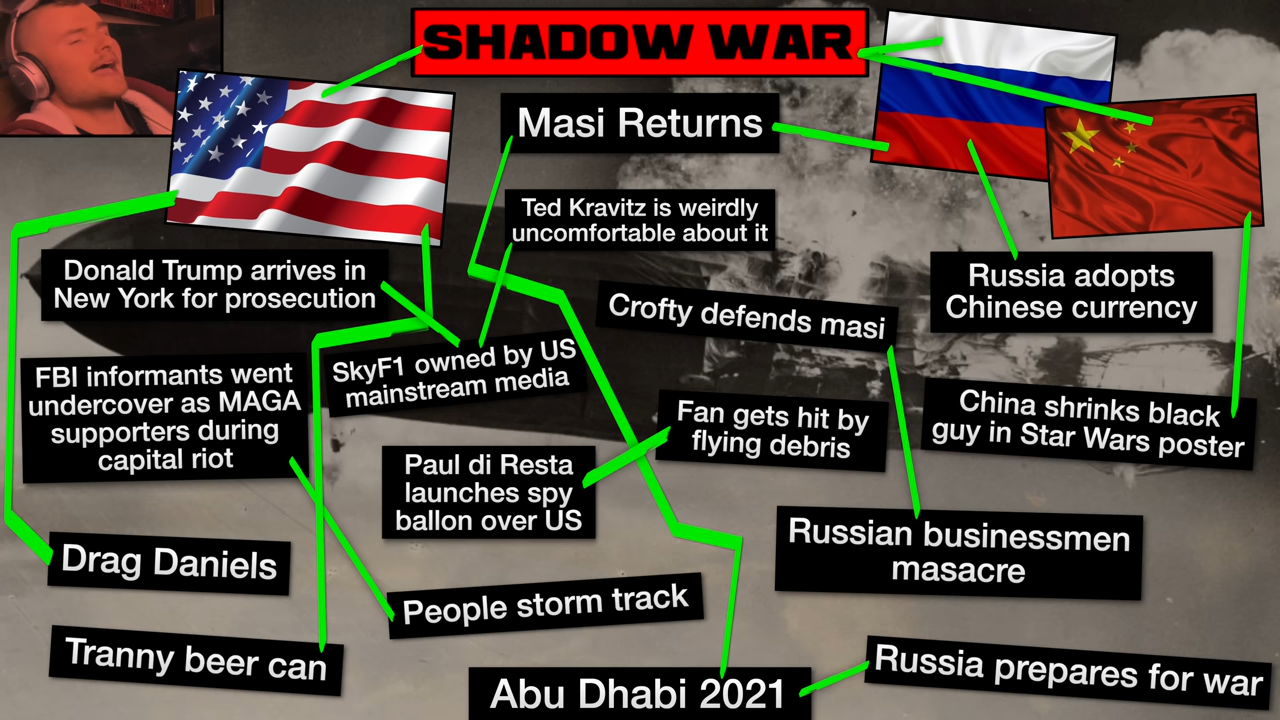 SHADOW WAR
Masi Returns
Ted Kravitz is weirdly
uncomfortable about it
Donald Trump arrives in
New York for prosecution
Russia adopts
Chinese currency
Crofty defends masi
SkyF1 owned by US
mainstream media
FBI informants went
undercover as MAGA
supporters during
capital riot
Fan gets hit by
flying debris
China shrinks black
guy in Star Wars poster
Paul di Resta
launches spy
ballon over US
Russian businessmen
masacre
Drag Daniels
People storm track
Tranny beer can
Abu Dhabi 2021
Russia prepares for war